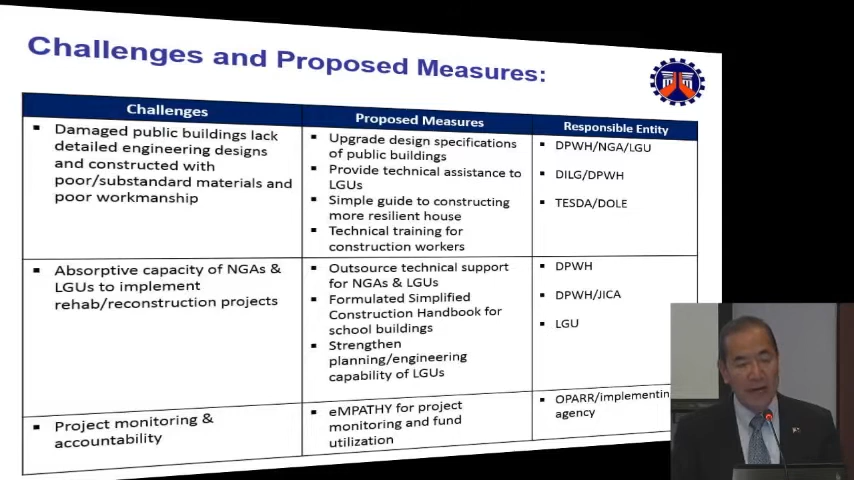 Challenges and Proposed Measures:
Challenges
Proposed Measures
Responsible Entity
▪ Damaged public buildings lack
detailed engineering designs
and constructed with
poor/substandard materials and
poor workmanship
▪ Upgrade design specifications
of public buildings
▪ Provide technical assistance to
LGUs
▪ Simple guide to constructing
more resilient house
▪ Technical training for
construction workers
▪ DPWH/NGA/LGU
▪ DILG/DPWH
▪ TESDA/DOLE
▪ Absorptive capacity of NGAs &
LGUs to implement
rehab/reconstruction projects
▪ Outsource technical support
for NGAs & LGUs
▪ Formulated Simplified
Construction Handbook for
school buildings
▪ Strengthen
planning/engineering
capability of LGUs
▪ DPWH
▪ DPWH/JICA
▪ LGU
▪ Project monitoring &
accountability
▪ eMPATHY for project
monitoring and fund
utilization
▪ OPARR/implementin
agency